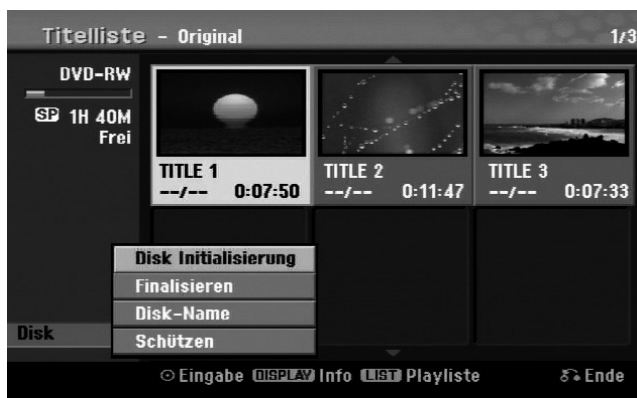 Titelliste - Original 1/3
DVD-RW
SP 1H 40M
Frei
TITLE 1
--/-- 0:07:50
TITLE 2
--/-- 0:11:47
TITLE 3
--/-- 0:07:33
Disk
Disk Initialisierung
Finalisieren
Disk-Name
Schützen
Eingabe DISPLAY Info LIST Playliste Ende